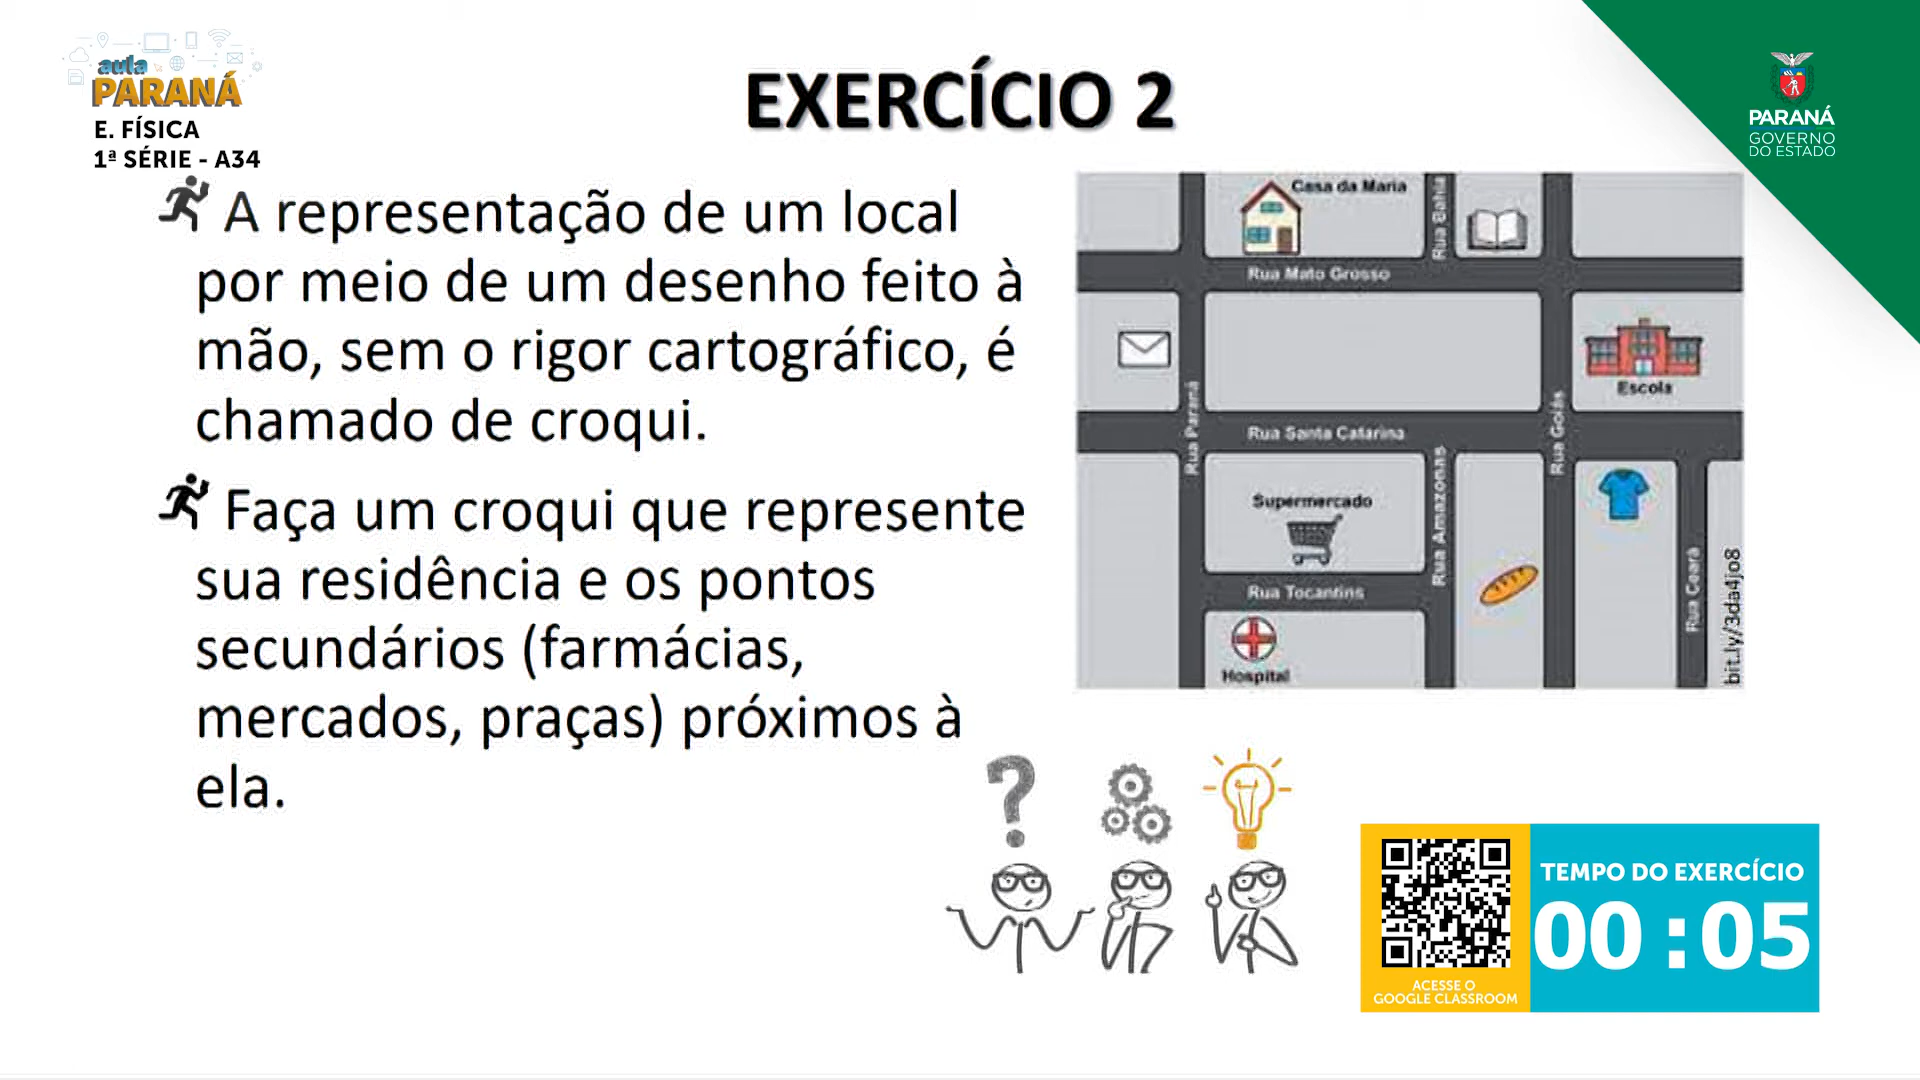 aula
PARANÁ
E. FÍSICA
1ª SÉRIE - A34
EXERCÍCIO 2
PARANÁ
GOVERNO
DO ESTADO
A representação de um local
por meio de um desenho feito à
mão, sem o rigor cartográfico, é
chamado de croqui.
Faça um croqui que represente
sua residência e os pontos
secundários (farmácias,
mercados, praças) próximos à
ela.
Casa da Maria
Rua Bahia
Rua Mato Grosso
Escola
Rua Paraná
Rua Goiás
Rua Santa Catarina
Supermercado
Rua Amazonas
Rua Tocantins
Rua Ceará
Hospital
bit.ly/3da4jo8
?
ACESSE O
GOOGLE CLASSROOM
TEMPO DO EXERCÍCIO
00:05